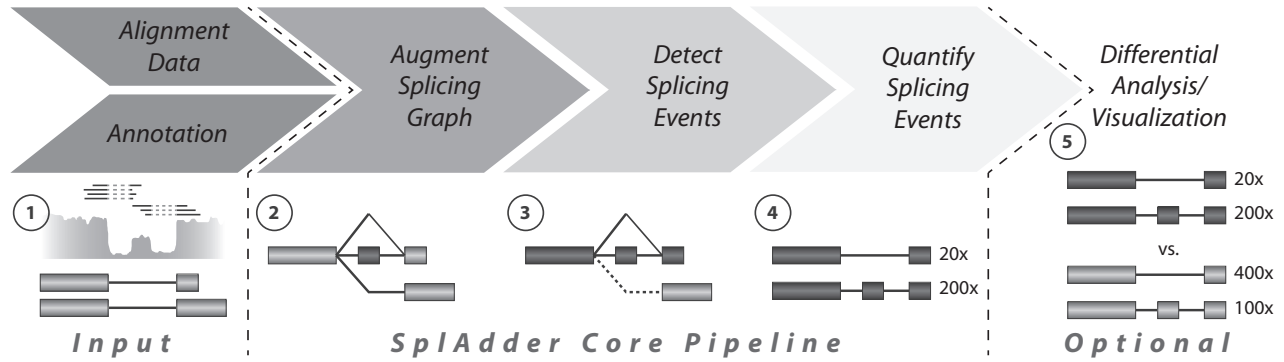 Alignment
Data
Annotation
Augment
Splicing
Graph
Detect
Splicing
Events
Quantify
Splicing
Events
Differential
Analysis/
Visualization
1
2
3
4
20x
200x
5
20x
200x
vs.
400x
100x
Input
SplAdder Core Pipeline
Optional